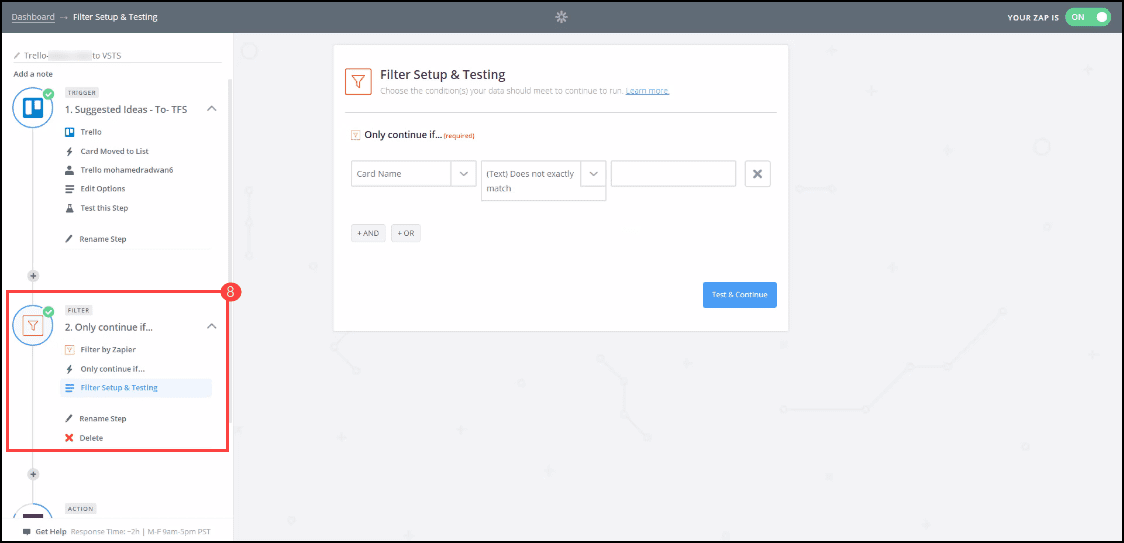 Dashboard → Filter Setup & Testing
YOUR ZAP IS
ON
Trello- to VSTS
Add a note
TRIGGER
1. Suggested Ideas - To- TFS
Trello
Card Moved to List
Trello mohamedradwan6
Edit Options
Test this Step
Rename Step
8
FILTER
2. Only continue if...
Filter by Zapier
Only continue if...
Filter Setup & Testing
Rename Step
Delete
ACTION
Get Help Response Time: ~2h | M-F 9am-5pm PST
Filter Setup & Testing
Choose the condition(s) your data should meet to continue to run. Learn more.
Only continue if... (required)
Card Name
(Text) Does not exactly
match
+ AND
+ OR
Test & Continue